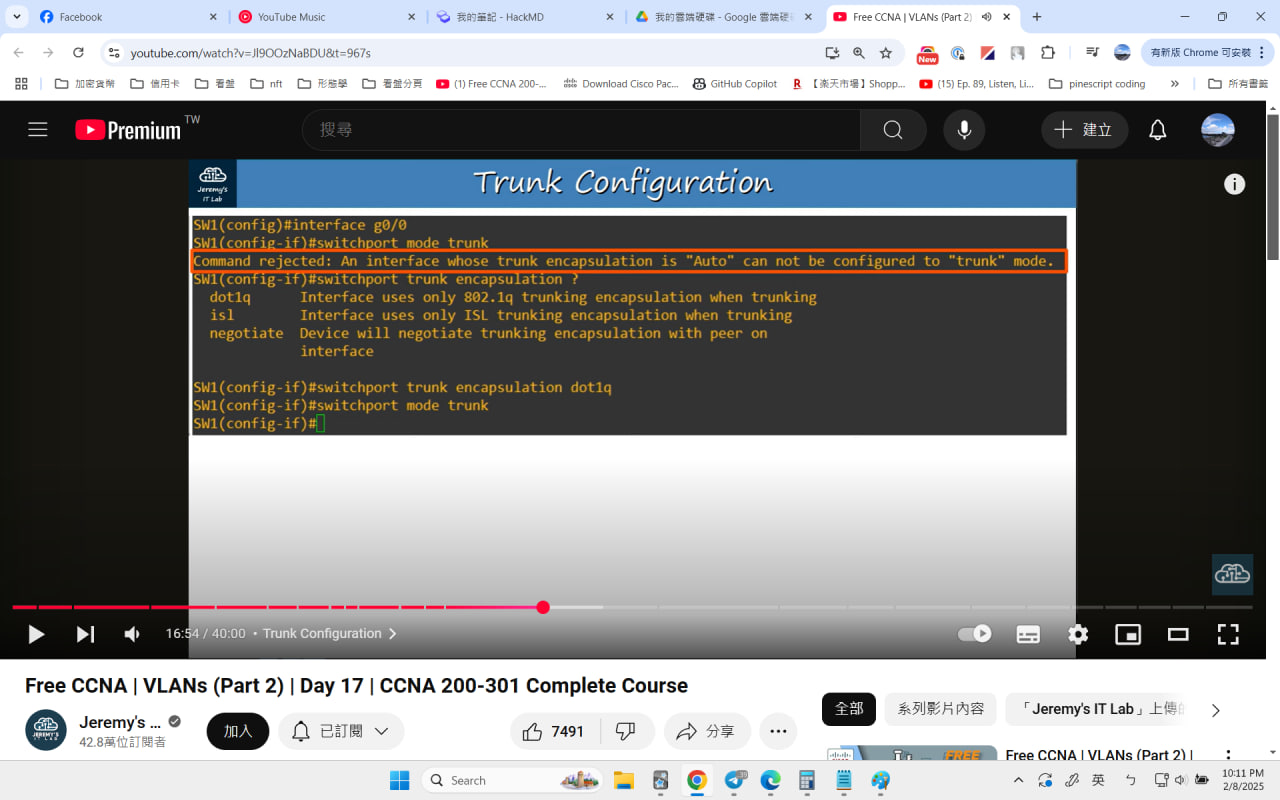 Facebook
YouTube Music
我的筆記 - HackMD
我的雲端硬碟 - Google 雲端硬
Free CCNA | VLANs (Part 2)
youtube.com/watch?v=Jl9OOzNaBDU&t=967s
New
有新版 Chrome 可安裝
加密貨幣
信用卡
看盤
nft
形態學
看盤分頁
(1) Free CCNA 200-...
Download Cisco Pac...
GitHub Copilot
【楽天市場】Shopp...
(15) Ep. 89, Listen, Li...
pinescript coding
所有書籤
Premium
TW
搜尋
建立
Jeremy's
IT Lab
Trunk Configuration
SW1(config)#interface g0/0
SW1(config-if)#switchport mode trunk
Command rejected: An interface whose trunk encapsulation is "Auto" can not be configured to "trunk" mode.
SW1(config-if)#switchport trunk encapsulation ?
dot1q Interface uses only 802.1q trunking encapsulation when trunking
isl Interface uses only ISL trunking encapsulation when trunking
negotiate Device will negotiate trunking encapsulation with peer on
interface
SW1(config-if)#switchport trunk encapsulation dot1q
SW1(config-if)#switchport mode trunk
SW1(config-if)#
16:54 / 40:00 • Trunk Configuration
Free CCNA | VLANs (Part 2) | Day 17 | CCNA 200-301 Complete Course
Jeremy's ...
42.8萬位訂閱者
加入
已訂閱
7491
分享
全部
系列影片內容
「Jeremy's IT Lab」上傳的
FREE
Free CCNA | VLANs (Part 2) |
Search
英
10:11 PM
2/8/2025